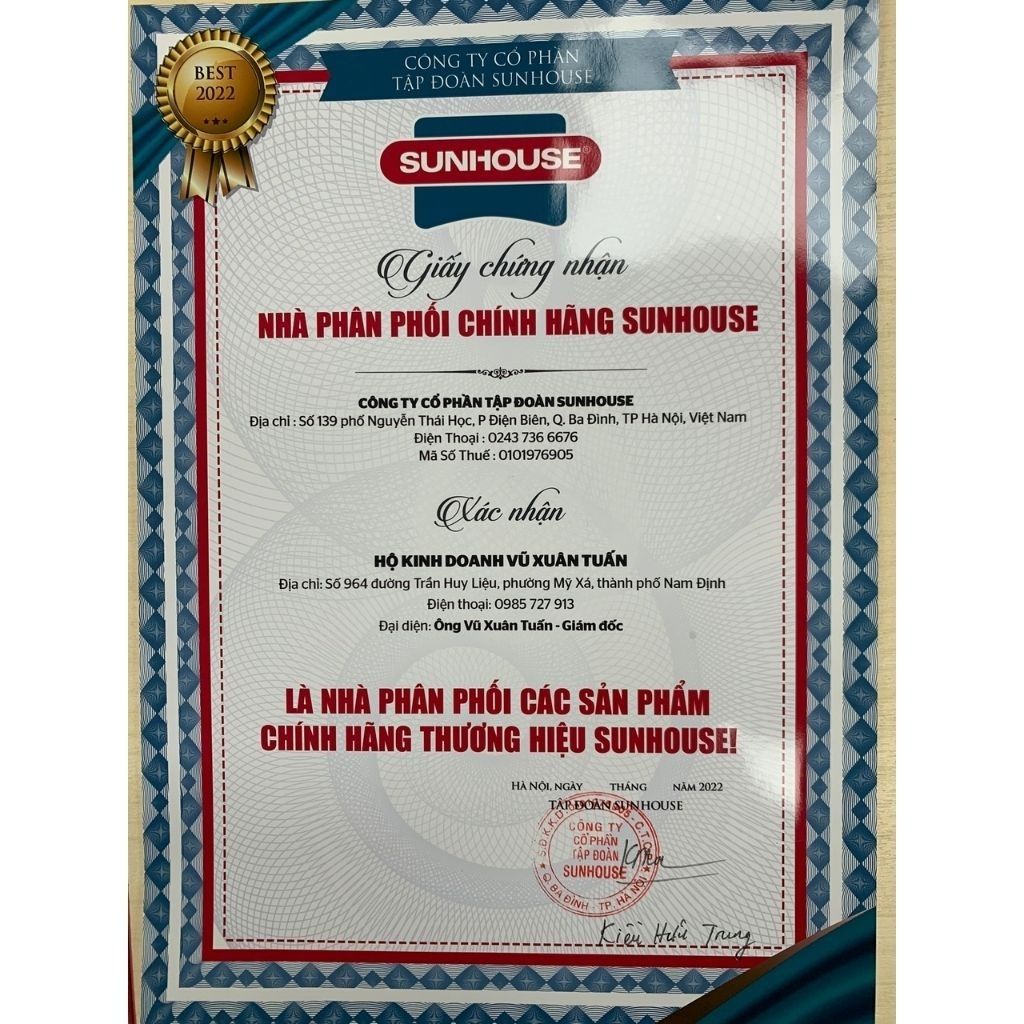 BEST
2022
CÔNG TY CỔ PHẦN
TẬP ĐOÀN SUNHOUSE
SUNHOUSE®
Giấy chứng nhận
NHÀ PHÂN PHỐI CHÍNH HÃNG SUNHOUSE
CÔNG TY CỔ PHẦN TẬP ĐOÀN SUNHOUSE
Địa chỉ : Số 139 phố Nguyễn Thái Học, P Điện Biên, Q. Ba Đình, TP Hà Nội, Việt Nam
Điện Thoại : 0243 736 6676
Mã Số Thuế : 0101976905
Xác nhận
HỘ KINH DOANH VŨ XUÂN TUẤN
Địa chỉ: Số 964 đường Trần Huy Liệu, phường Mỹ Xá, thành phố Nam Định
Điện thoại: 0985 727 913
Đại diện: Ông Vũ Xuân Tuấn - Giám đốc
LÀ NHÀ PHÂN PHỐI CÁC SẢN PHẨM
CHÍNH HÃNG THƯƠNG HIỆU SUNHOUSE!
HÀ NỘI, NGÀY THÁNG NĂM 2022
TẬP ĐOÀN SUNHOUSE
CÔNG TY
CỔ PHẦN
TẬP ĐOÀN
SUNHOUSE
Q. BA ĐÌNH - TP. HÀ NỘI
Kiều Hữu Trung